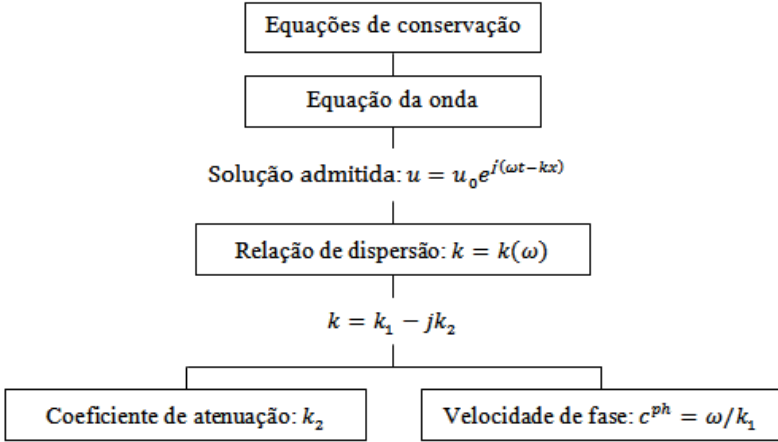 Equações de conservação
Equação da onda
Solução admitida: u = u₀e^{j(ωt−kx)}
Relação de dispersão: k = k(ω)
k = k₁ − jk₂
Coeficiente de atenuação: k₂
Velocidade de fase: c^{ph} = ω/k₁